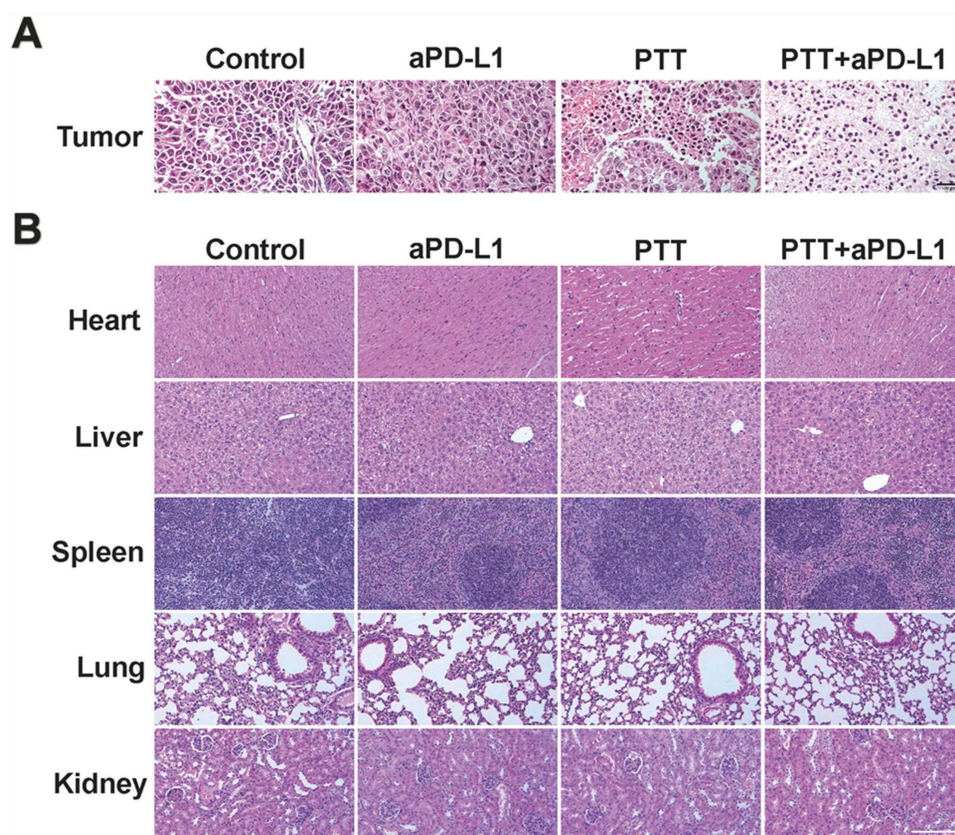 A
Control aPD-L1 PTT PTT+aPD-L1
Tumor
B
Control aPD-L1 PTT PTT+aPD-L1
Heart
Liver
Spleen
Lung
Kidney